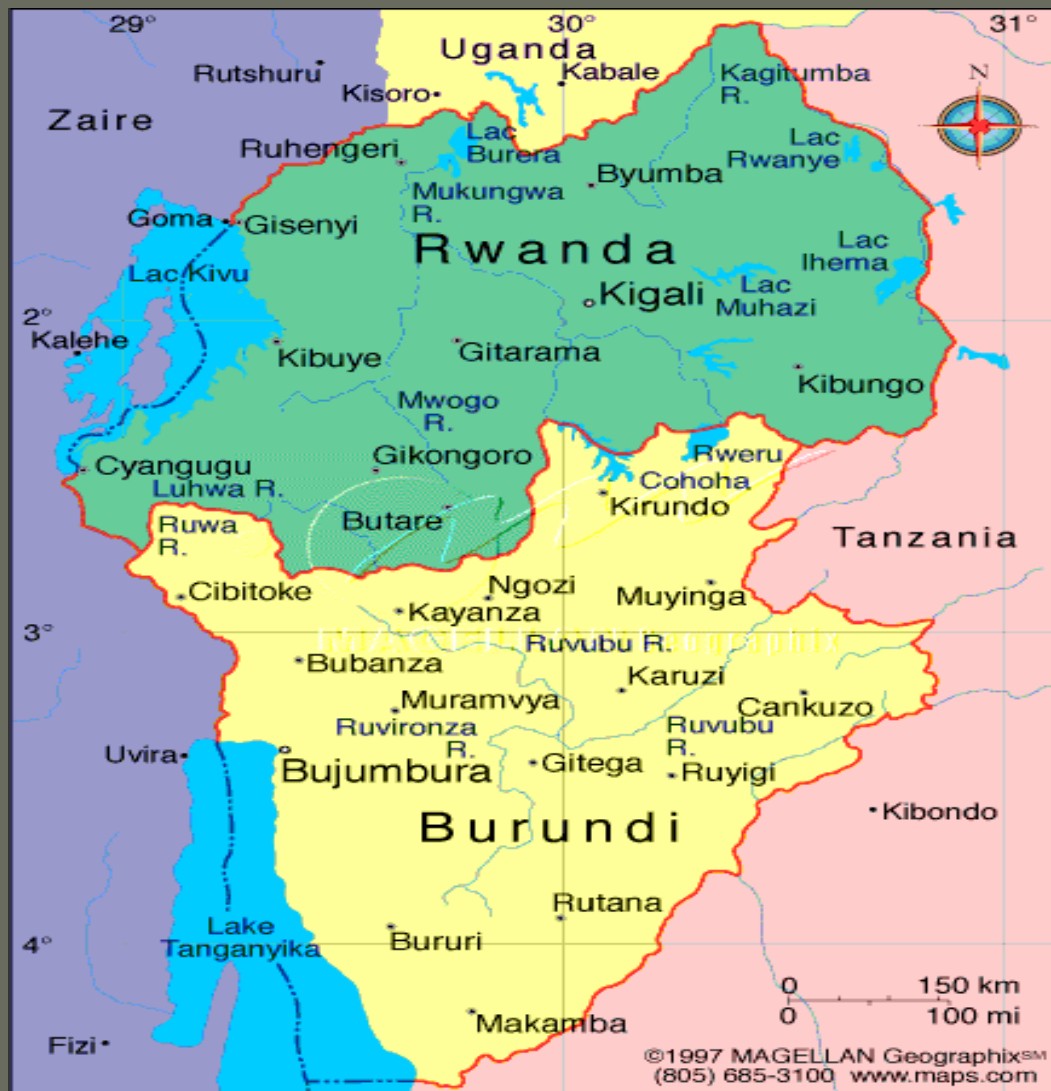 29°
30°
31°
Uganda
Rutshuru
Kabale
Kagitumba
R.
Kisoro
N
Zaire
Lac
Burera
Lac
Rwanye
Ruhengeri
Byumba
Mukungwa
R.
Goma
Gisenyi
Rwanda
Lac
Ihema
Lac Kivu
Lac
Muhazi
Kigali
2°
Kalehe
Kibuye
Gitarama
Kibungo
Mwogo
R.
Cyangugu
Gikongoro
Rweru
Luhwa R.
Cohoha
Kirundo
Butare
Ruwa
R.
Tanzania
Cibitoke
Ngozi
Muyinga
Kayanza
3°
Ruvubu R.
Bubanza
Karuzi
Muramvya
Cankuzo
Ruvironza
R.
Ruvubu
R.
Uvira
Bujumbura
Gitega
Ruyigi
Burundi
Kibondo
Rutana
Lake
Tanganyika
4°
Bururi
0 150 km
0 100 mi
Makamba
Fizi
©1997 MAGELLAN Geographix℠
(805) 685-3100 www.maps.com